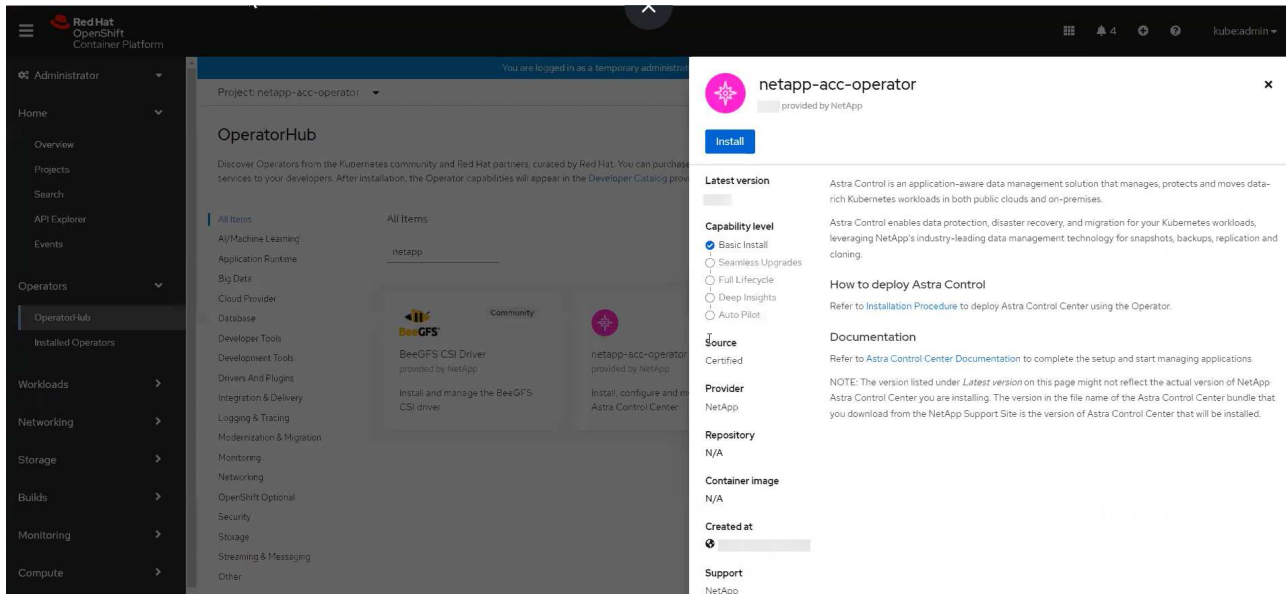 Red Hat
OpenShift
Container Platform
4
kube:admin
Administrator
Home
Overview
Projects
Search
API Explorer
Events
Operators
OperatorHub
Installed Operators
Workloads
Networking
Storage
Builds
Monitoring
Compute
You are logged in as a temporary administrat
Project: netapp-acc-operator
OperatorHub
Discover Operators from the Kubernetes community and Red Hat partners, curated by Red Hat. You can purchase
services to your developers. After installation, the Operator capabilities will appear in the Developer Catalog prov
All Items
AI/Machine Learning
Application Runtime
Big Data
Cloud Provider
Database
Developer Tools
Development Tools
Drivers And Plugins
Integration & Delivery
Logging & Tracing
Modernization & Migration
Monitoring
Networking
OpenShift Optional
Security
Storage
Streaming & Messaging
Other
All Items
netapp
BeeGFS
Community
BeeGFS CSI Driver
provided by NetApp
Install and manage the BeeGFS
CSI driver
netapp-acc-operator
provided by NetApp
Install, configure and m
Astra Control Center
netapp-acc-operator
provided by NetApp
Install
Latest version
Capability level
Basic Install
Seamless Upgrades
Full Lifecycle
Deep Insights
Auto Pilot
Source
Certified
Provider
NetApp
Repository
N/A
Container image
N/A
Created at
Support
NetApp
Astra Control is an application-aware data management solution that manages, protects and moves data-
rich Kubernetes workloads in both public clouds and on-premises.
Astra Control enables data protection, disaster recovery, and migration for your Kubernetes workloads,
leveraging NetApp's industry-leading data management technology for snapshots, backups, replication and
cloning.
How to deploy Astra Control
Refer to Installation Procedure to deploy Astra Control Center using the Operator.
Documentation
Refer to Astra Control Center Documentation to complete the setup and start managing applications.
NOTE: The version listed under Latest version on this page might not reflect the actual version of NetApp
Astra Control Center you are installing. The version in the file name of the Astra Control Center bundle that
you download from the NetApp Support Site is the version of Astra Control Center that will be installed.